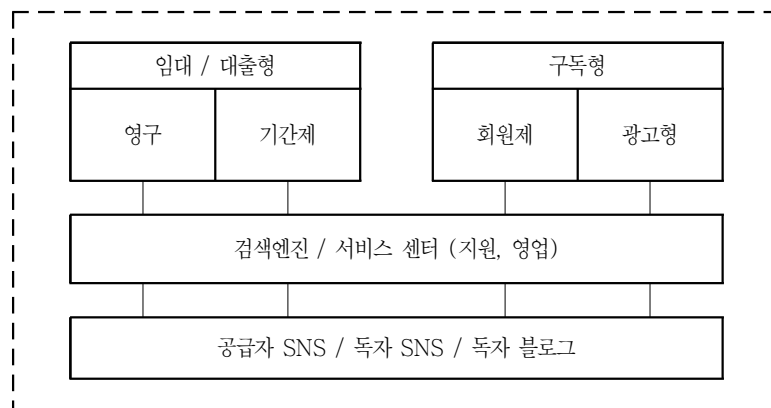 임대 / 대출형
구독형
영구
기간제
회원제
광고형
검색엔진 / 서비스 센터 (지원, 영업)
공급자 SNS / 독자 SNS / 독자 블로그